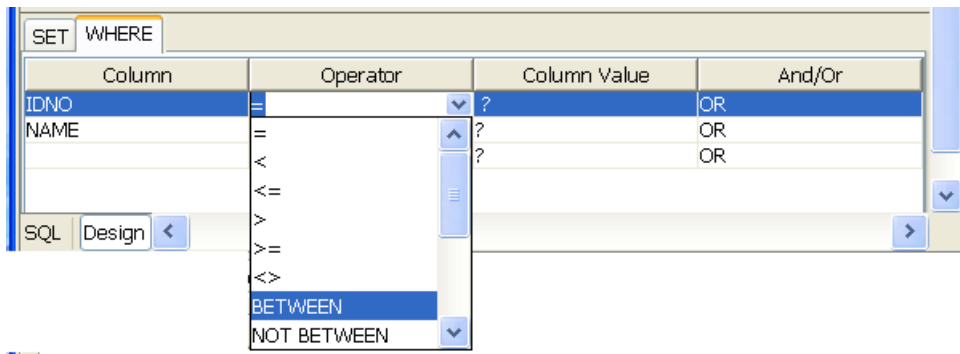 SET WHERE
Column Operator Column Value And/Or
IDNO = ? OR
NAME = ? OR
< ? OR
<=
>
>=
<>
BETWEEN
NOT BETWEEN
SQL Design